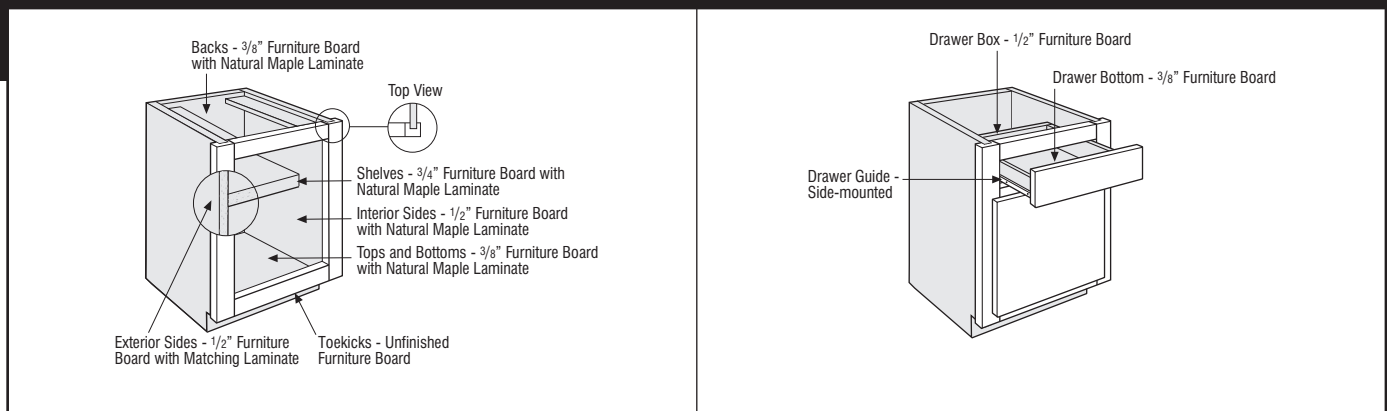 Backs - 3/8” Furniture Board
with Natural Maple Laminate
Top View
Shelves - 3/4” Furniture Board with
Natural Maple Laminate
Interior Sides - 1/2” Furniture Board
with Natural Maple Laminate
Tops and Bottoms - 3/8” Furniture Board
with Natural Maple Laminate
Exterior Sides - 1/2” Furniture
Board with Matching Laminate
Toekicks - Unfinished
Furniture Board
Drawer Box - 1/2” Furniture Board
Drawer Bottom - 3/8” Furniture Board
Drawer Guide -
Side-mounted